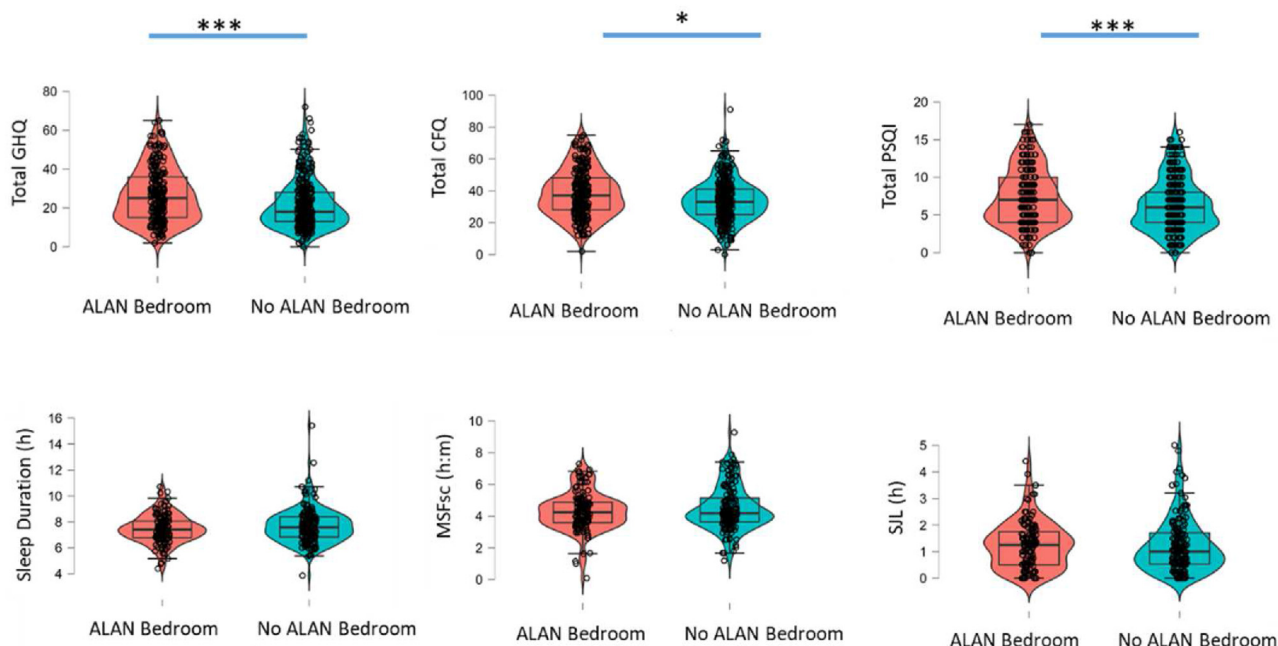 ***
*
***
Total GHQ
80
60
40
20
0
ALAN Bedroom
No ALAN Bedroom
Total CFQ
100
80
60
40
20
0
ALAN Bedroom
No ALAN Bedroom
Total PSQI
20
15
10
5
0
ALAN Bedroom
No ALAN Bedroom
Sleep Duration (h)
16
14
12
10
8
6
4
ALAN Bedroom
No ALAN Bedroom
MSFsc (h:m)
10
8
6
4
2
0
ALAN Bedroom
No ALAN Bedroom
SJL (h)
5
4
3
2
1
0
ALAN Bedroom
No ALAN Bedroom